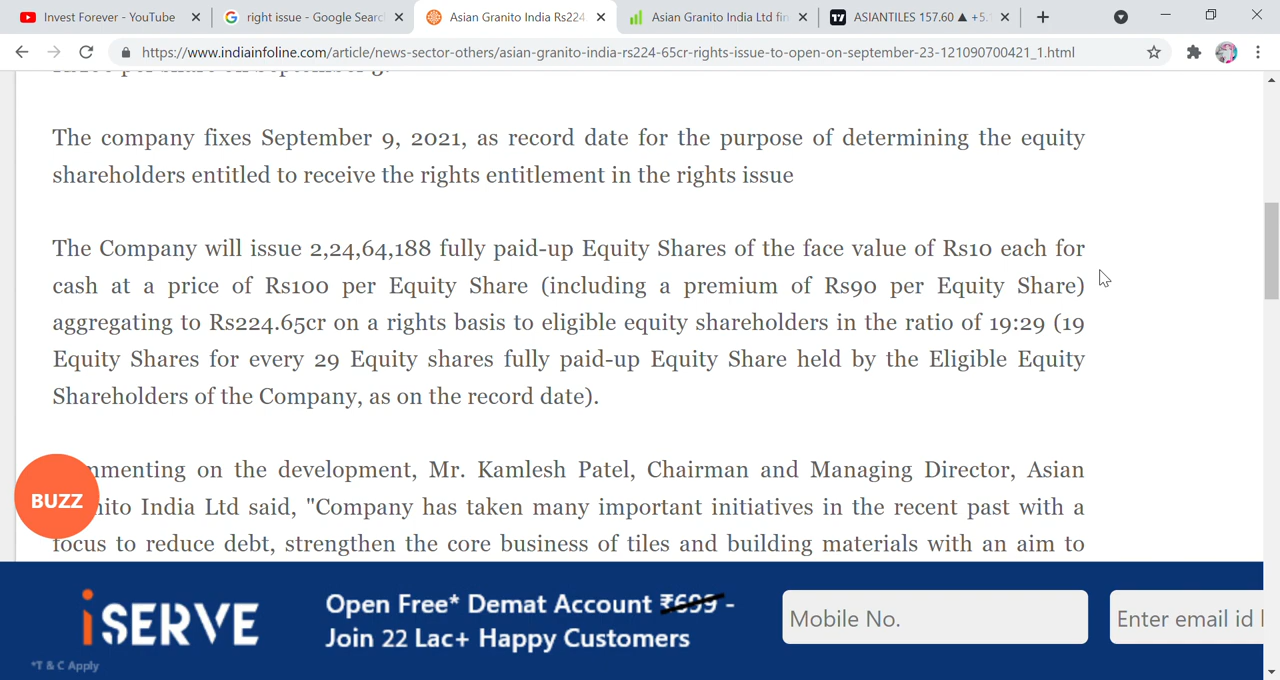 Invest Forever - YouTube
right issue - Google Searc
Asian Granito India Rs224
Asian Granito India Ltd fin
ASIANTILES 157.60 ▲ +5.
https://www.indiainfoline.com/article/news-sector-others/asian-granito-india-rs224-65cr-rights-issue-to-open-on-september-23-121090700421_1.html
The company fixes September 9, 2021, as record date for the purpose of determining the equity
shareholders entitled to receive the rights entitlement in the rights issue
The Company will issue 2,24,64,188 fully paid-up Equity Shares of the face value of Rs10 each for
cash at a price of Rs100 per Equity Share (including a premium of Rs90 per Equity Share)
aggregating to Rs224.65cr on a rights basis to eligible equity shareholders in the ratio of 19:29 (19
Equity Shares for every 29 Equity shares fully paid-up Equity Share held by the Eligible Equity
Shareholders of the Company, as on the record date).
mmenting on the development, Mr. Kamlesh Patel, Chairman and Managing Director, Asian
nito India Ltd said, "Company has taken many important initiatives in the recent past with a
focus to reduce debt, strengthen the core business of tiles and building materials with an aim to
BUZZ
iSERVE
*T & C Apply
Open Free* Demat Account ₹699 -
Join 22 Lac+ Happy Customers
Mobile No.
Enter email id